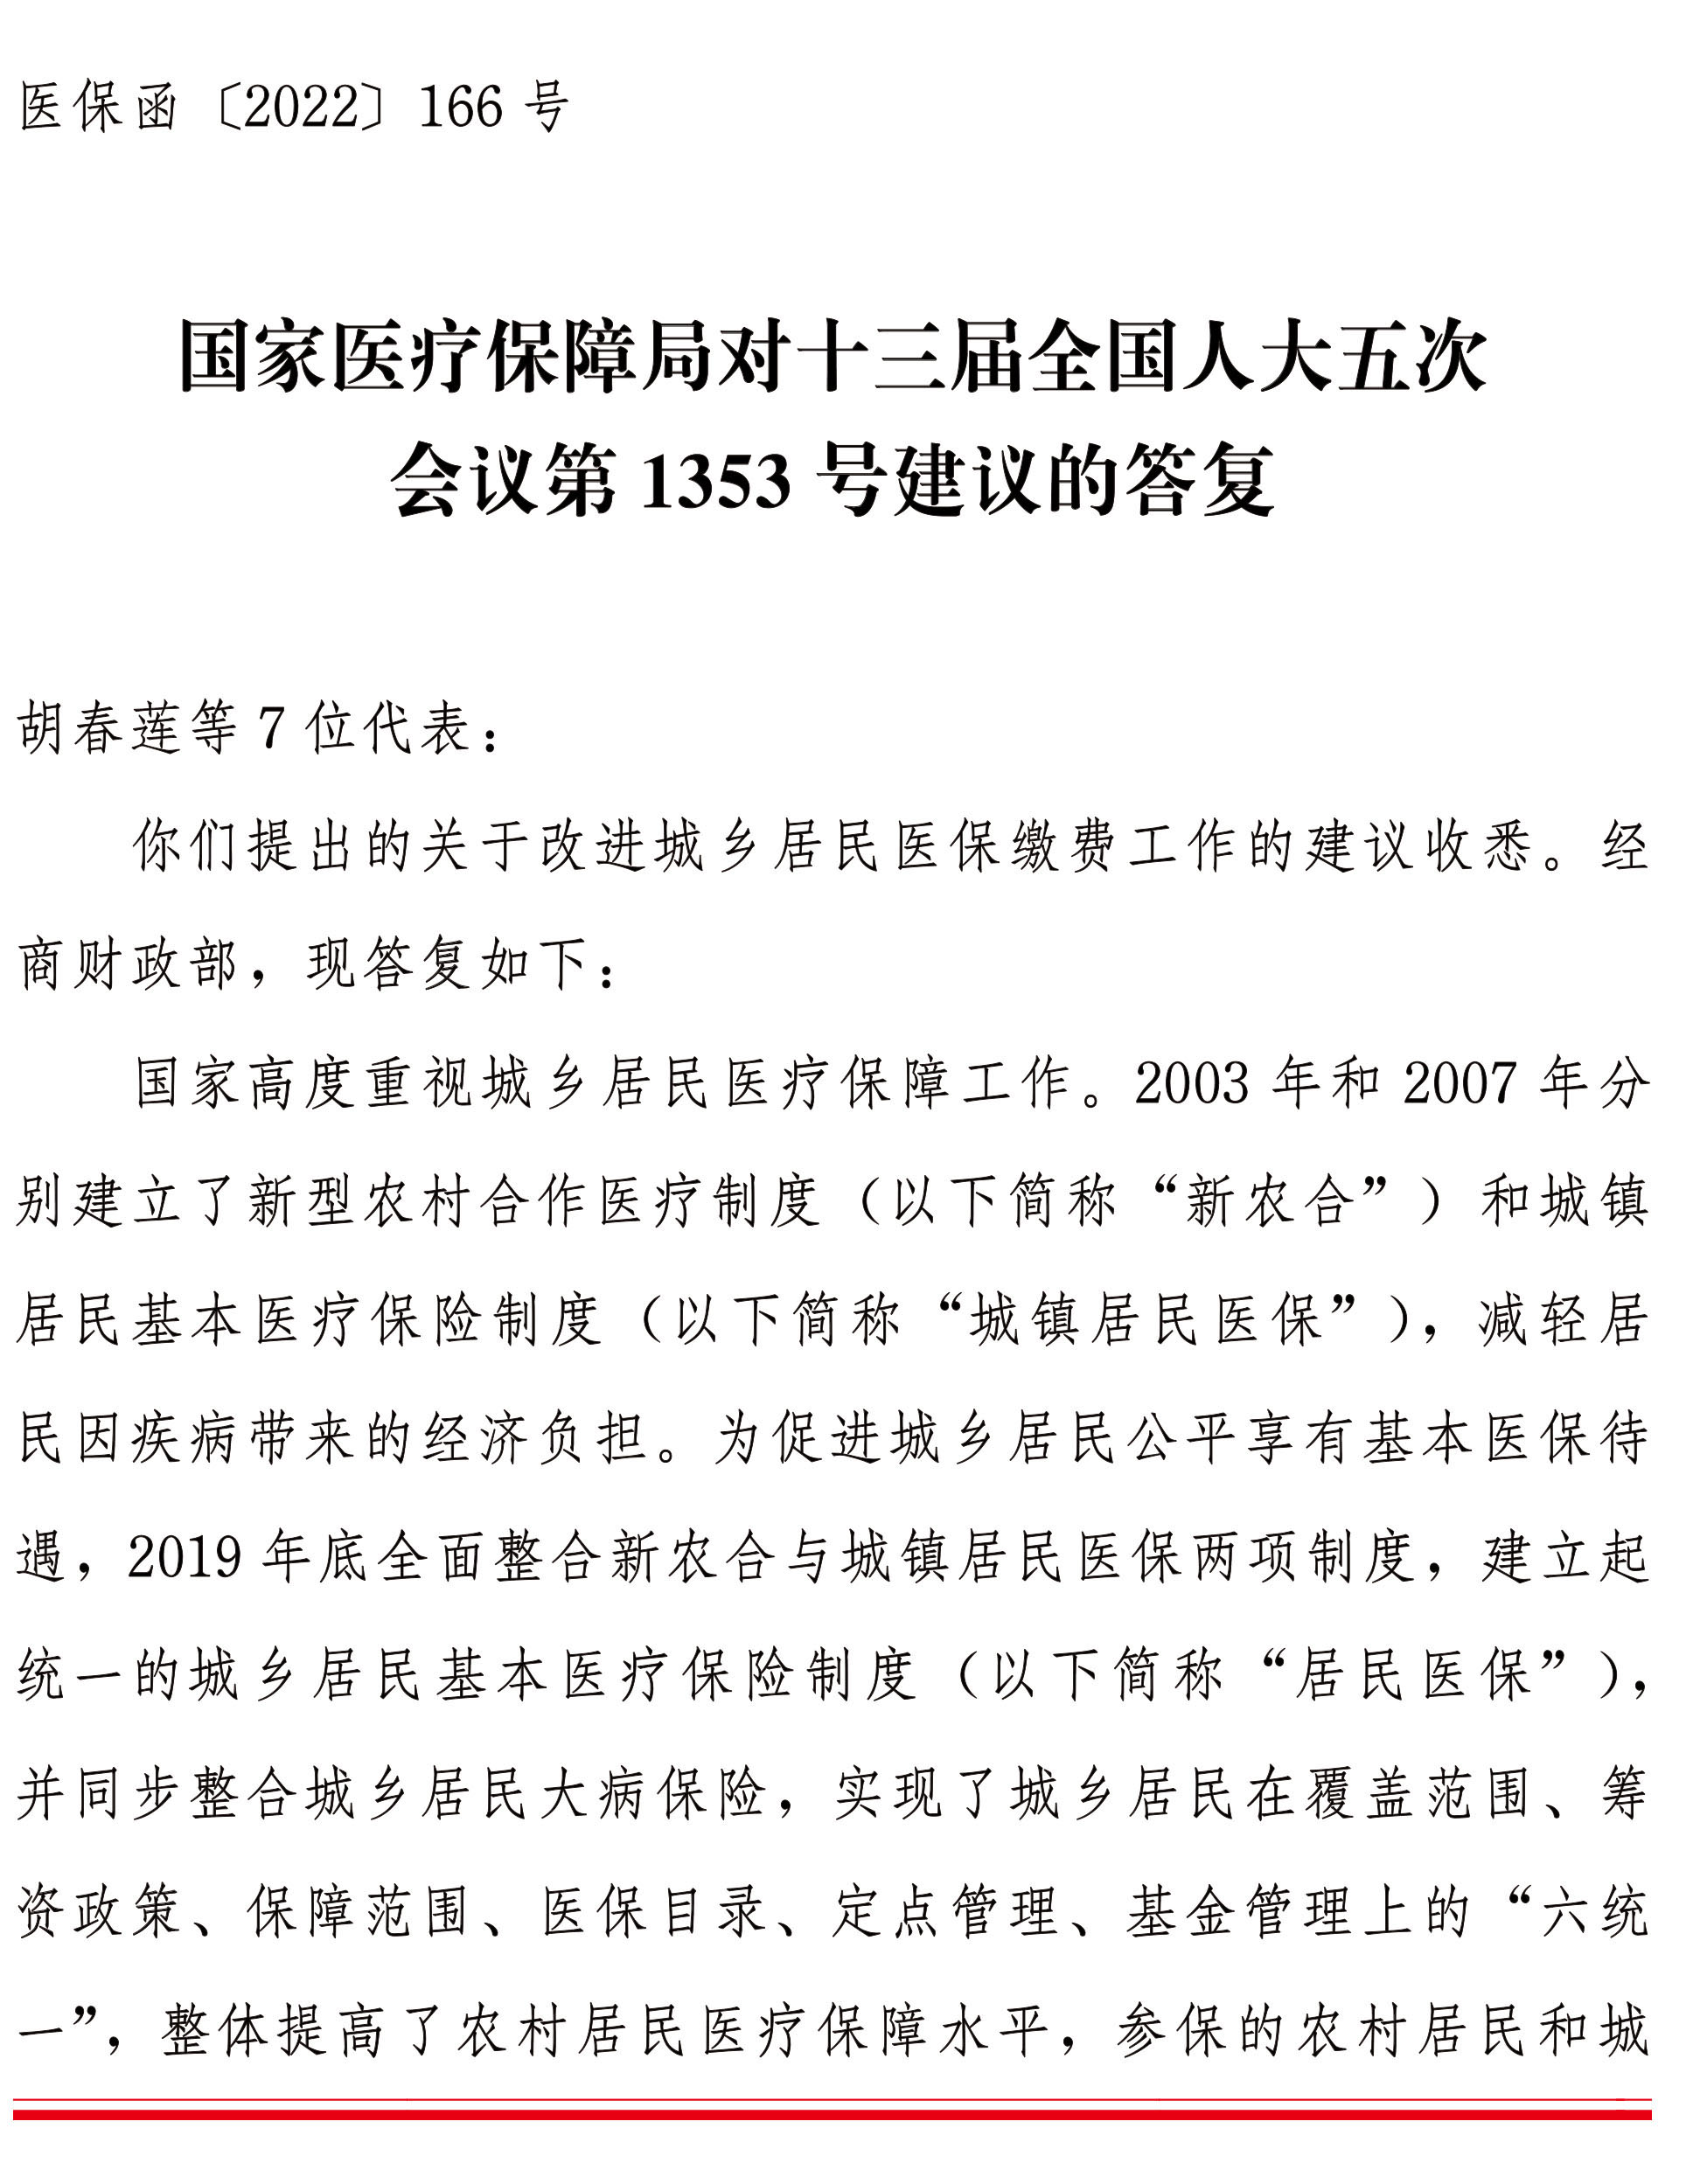 医保函〔2022〕166 号
国家医疗保障局对十三届全国人大五次
会议第 1353 号建议的答复
胡春莲等 7 位代表：
你们提出的关于改进城乡居民医保缴费工作的建议收悉。经
商财政部，现答复如下：
国家高度重视城乡居民医疗保障工作。2003 年和 2007 年分
别建立了新型农村合作医疗制度（以下简称“新农合”）和城镇
居民基本医疗保险制度（以下简称“城镇居民医保”），减轻居
民因疾病带来的经济负担。为促进城乡居民公平享有基本医保待
遇，2019 年底全面整合新农合与城镇居民医保两项制度，建立起
统一的城乡居民基本医疗保险制度（以下简称“居民医保”），
并同步整合城乡居民大病保险，实现了城乡居民在覆盖范围、筹
资政策、保障范围、医保目录、定点管理、基金管理上的“六统
一”，整体提高了农村居民医疗保障水平，参保的农村居民和城